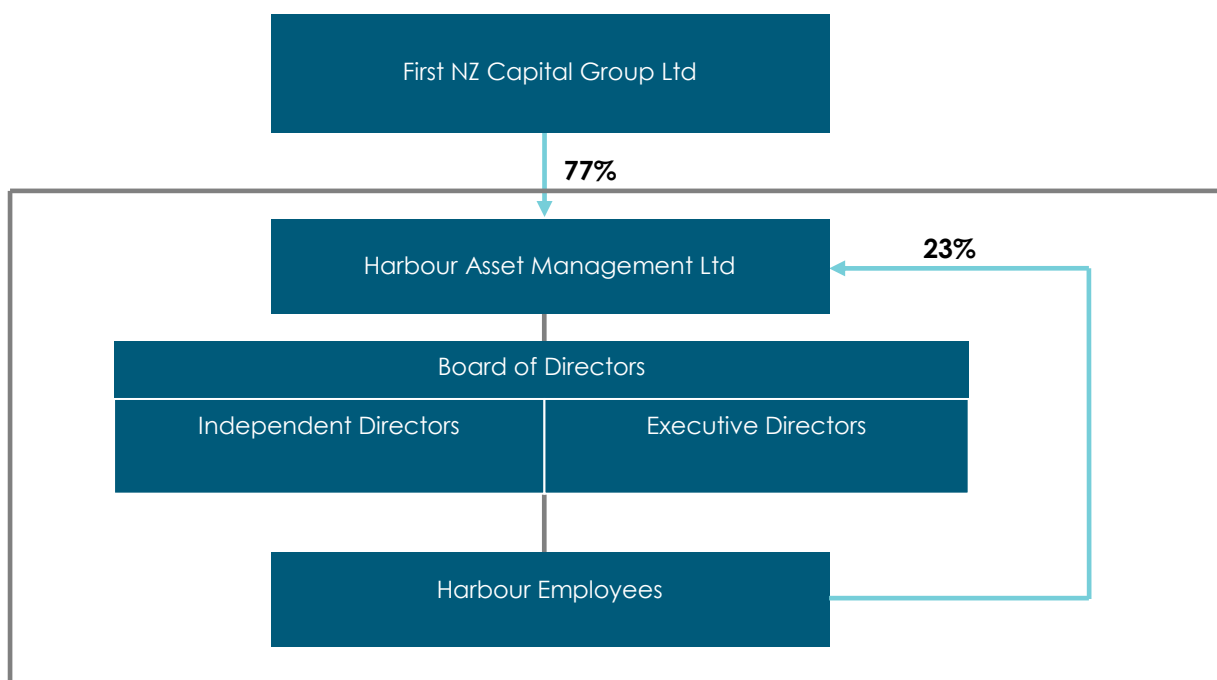 First NZ Capital Group Ltd
77%
Harbour Asset Management Ltd
23%
Board of Directors
Independent Directors
Executive Directors
Harbour Employees